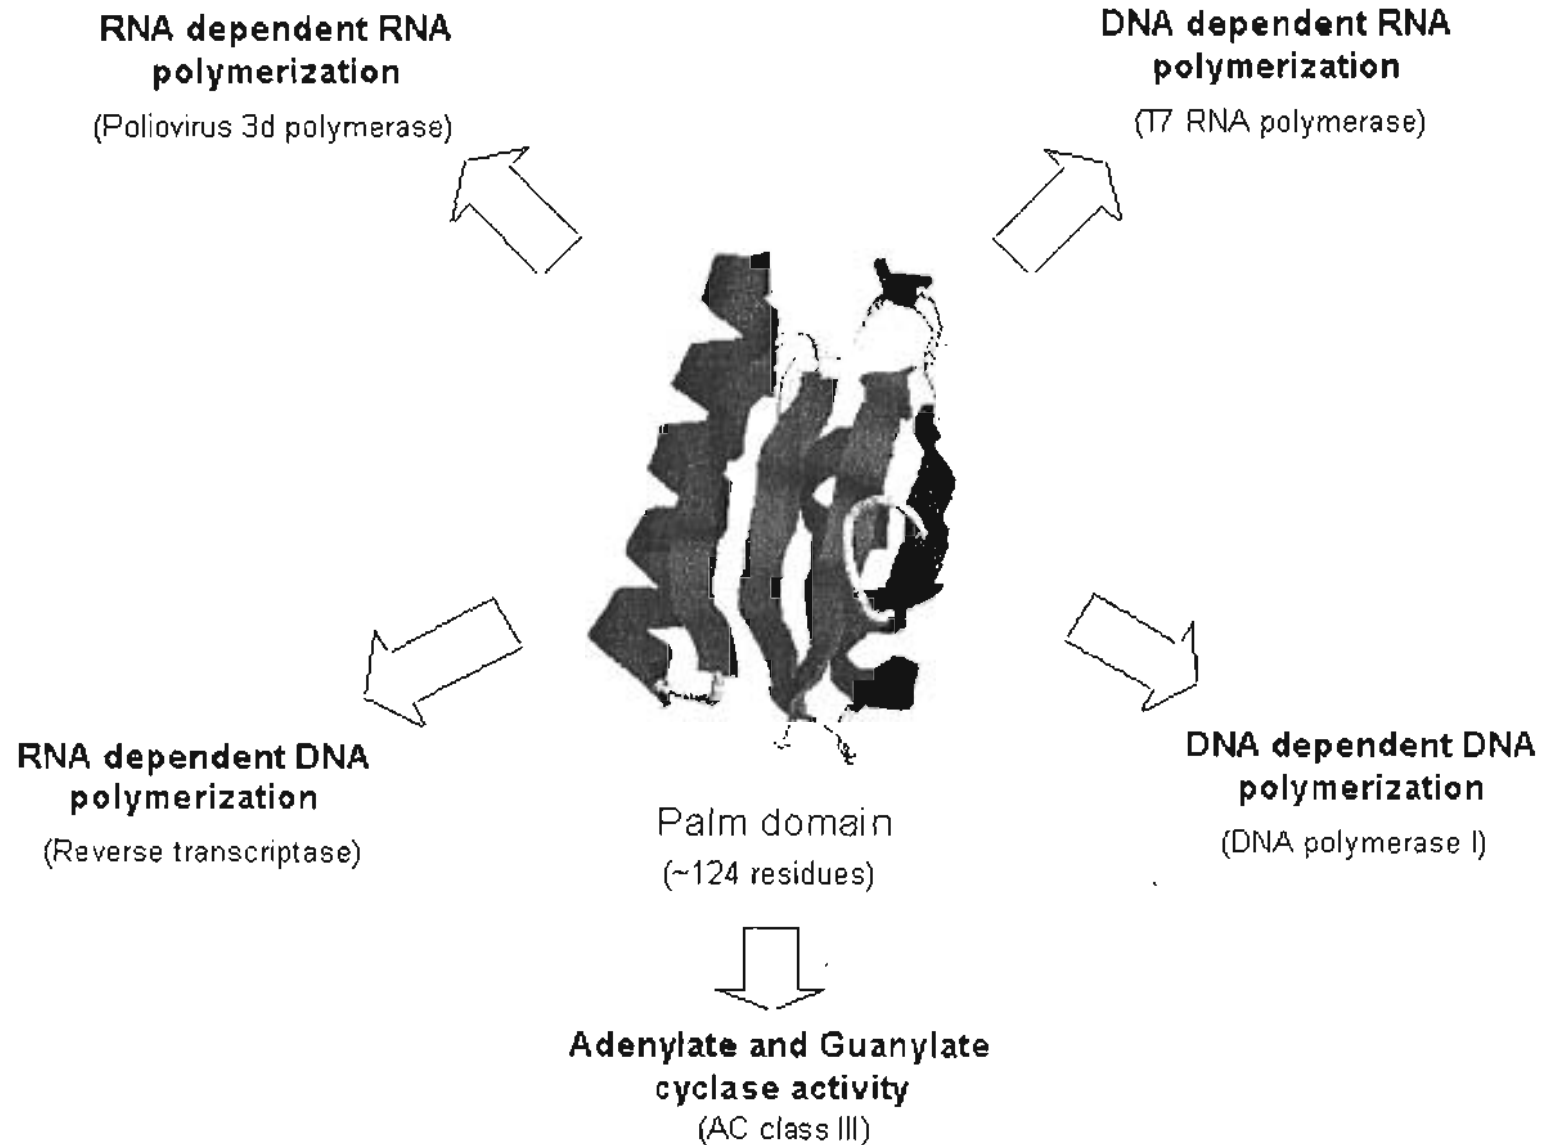 RNA dependent RNA
polymerization
(Poliovirus 3d polymerase)
DNA dependent RNA
polymerization
(T7 RNA polymerase)
RNA dependent DNA
polymerization
(Reverse transcriptase)
DNA dependent DNA
polymerization
(DNA polymerase I)
Palm domain
(~124 residues)
Adenylate and Guanylate
cyclase activity
(AC class III)